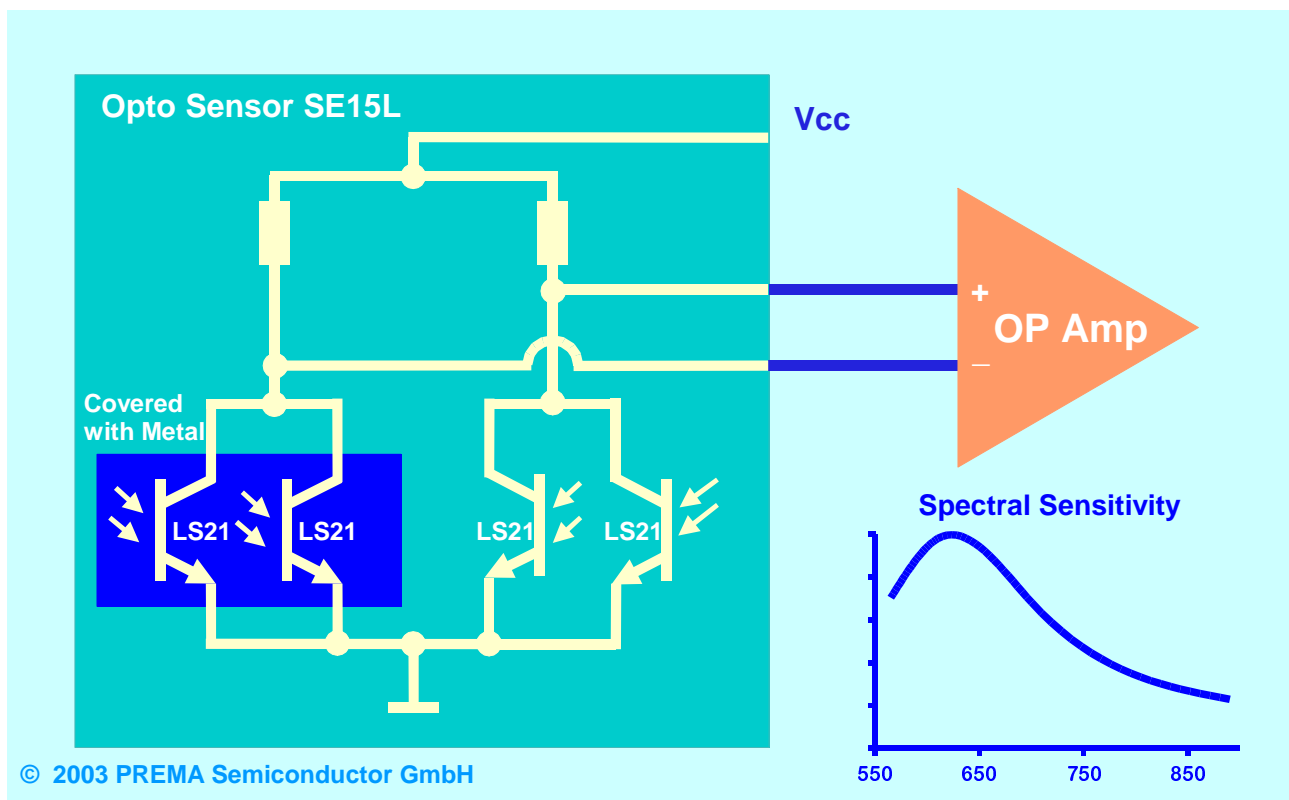 Opto Sensor SE15L
Vcc
+
OP Amp
–
Covered
with Metal
LS21
LS21
LS21
LS21
Spectral Sensitivity
550 650 750 850
© 2003 PREMA Semiconductor GmbH